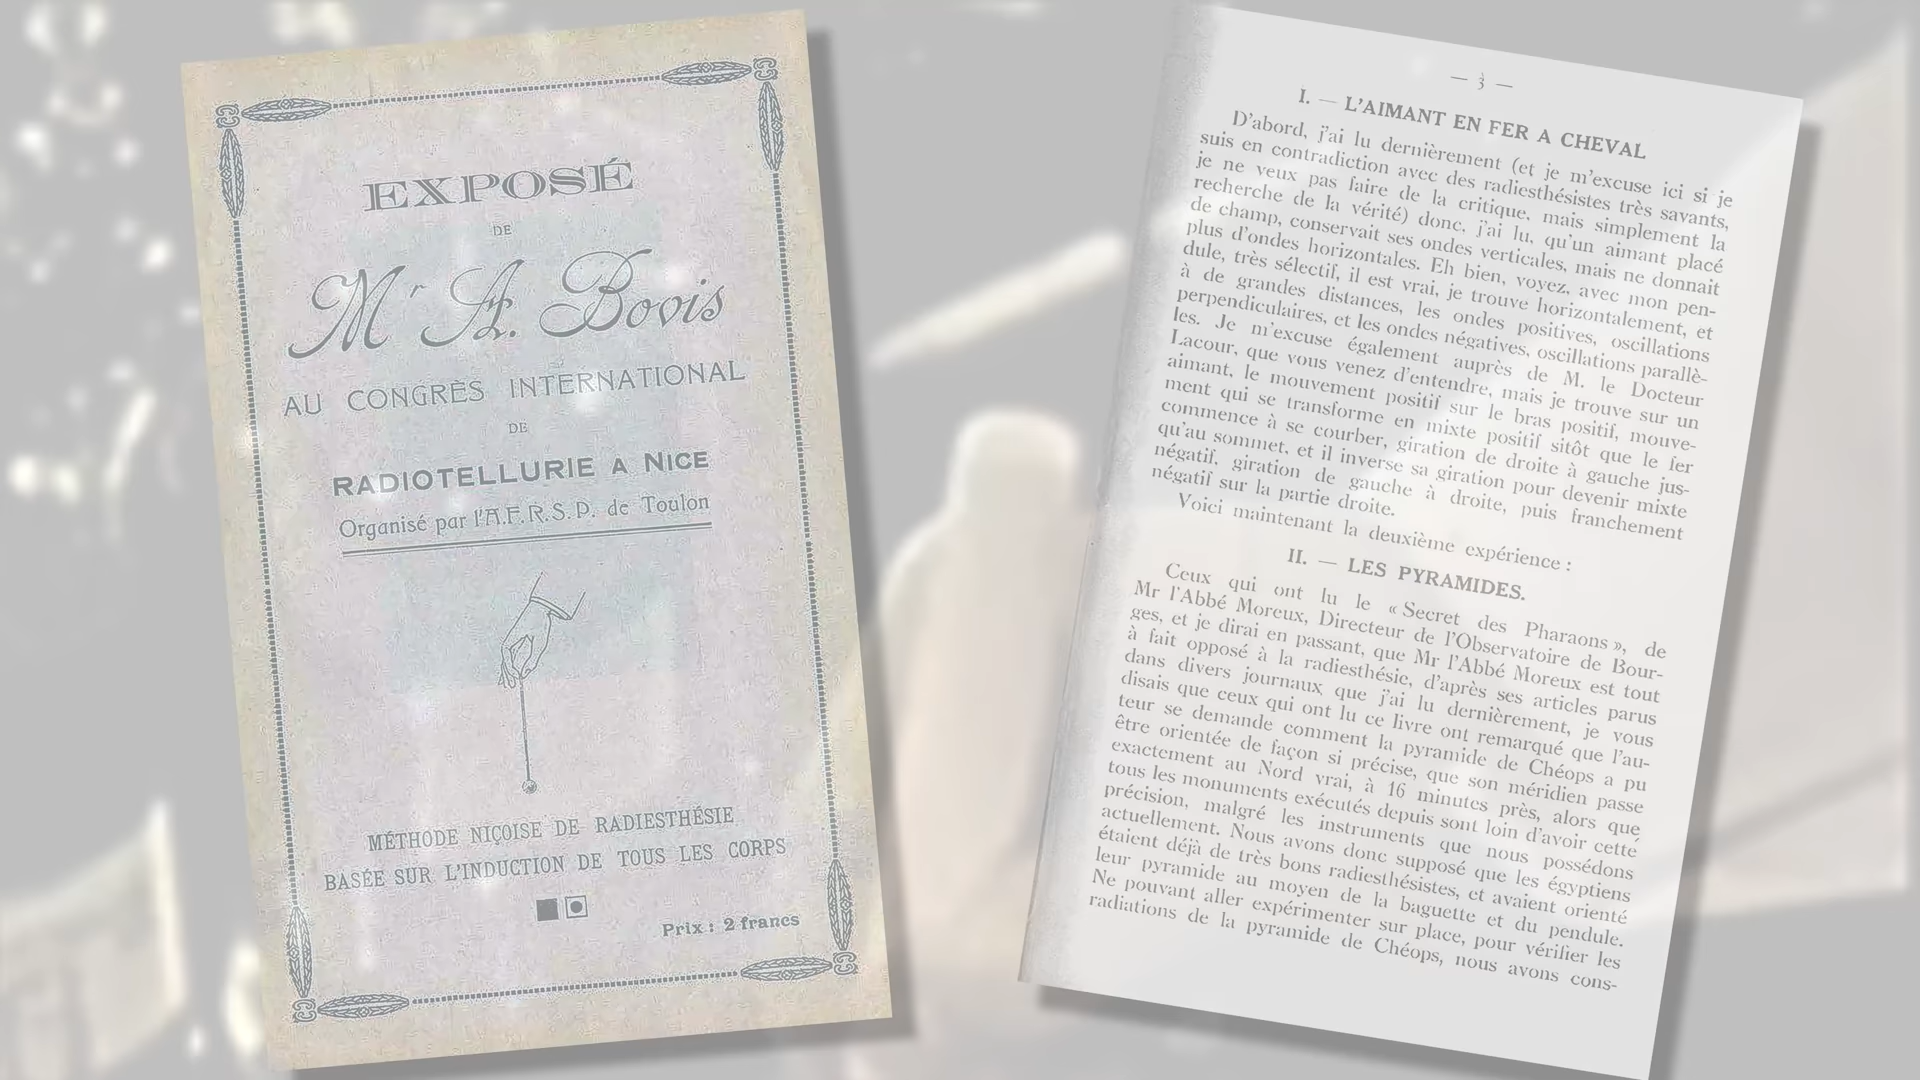 EXPOSÉ
DE
Mr A. Bovis
AU CONGRÈS INTERNATIONAL
DE
RADIOTELLURIE A NICE
Organisé par l'A.F.R.S.P. de Toulon
MÉTHODE NIÇOISE DE RADIESTHÉSIE
BASÉE SUR L'INDUCTION DE TOUS LES CORPS
Prix : 2 francs
— 3 —
I. — L'AIMANT EN FER A CHEVAL
D'abord, j'ai lu dernièrement (et je m'excuse ici si je
suis en contradiction avec des radiesthésistes très savants,
je ne veux pas faire de la critique, mais simplement la
recherche de la vérité) donc, j'ai lu, qu'un aimant placé
de champ, conservait ses ondes verticales, mais ne donnait
plus d'ondes horizontales. Eh bien, voyez, avec mon pen-
dule, très sélectif, il est vrai, je trouve horizontalement, et
à de grandes distances, les ondes positives, oscillations
perpendiculaires, et les ondes négatives, oscillations parallè-
les. Je m'excuse également auprès de M. le Docteur
Lacour, que vous venez d'entendre, mais je trouve sur un
aimant, le mouvement positif sur le bras positif, mouve-
ment qui se transforme en mixte positif sitôt que le fer
commence à se courber, giration de droite à gauche jus-
qu'au sommet, et il inverse sa giration pour devenir mixte
négatif, giration de gauche à droite, puis franchement
négatif sur la partie droite.
Voici maintenant la deuxième expérience :
II. — LES PYRAMIDES.
Ceux qui ont lu le « Secret des Pharaons », de
Mr l'Abbé Moreux, Directeur de l'Observatoire de Bour-
ges, et je dirai en passant, que Mr l'Abbé Moreux est tout
à fait opposé à la radiesthésie, d'après ses articles parus
dans divers journaux que j'ai lu dernièrement, je vous
disais que ceux qui ont lu ce livre ont remarqué que l'au-
teur se demande comment la pyramide de Chéops a pu
être orientée de façon si précise, que son méridien passe
exactement au Nord vrai, à 16 minutes près, alors que
tous les monuments exécutés depuis sont loin d'avoir cette
précision, malgré les instruments que nous possédons
actuellement. Nous avons donc supposé que les égyptiens
étaient déjà de très bons radiesthésistes, et avaient orienté
leur pyramide au moyen de la baguette et du pendule.
Ne pouvant aller expérimenter sur place, pour vérifier les
radiations de la pyramide de Chéops, nous avons cons-